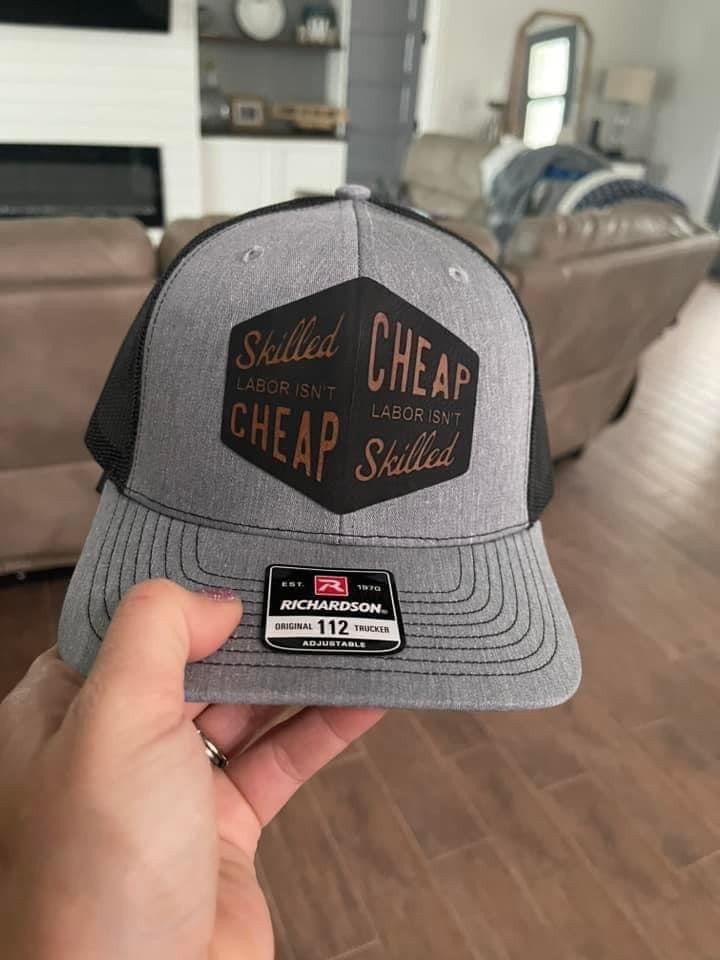 Skilled
LABOR ISN'T
CHEAP
CHEAP
LABOR ISN'T
Skilled
EST. R 1970
RICHARDSON®
ORIGINAL 112 TRUCKER
ADJUSTABLE